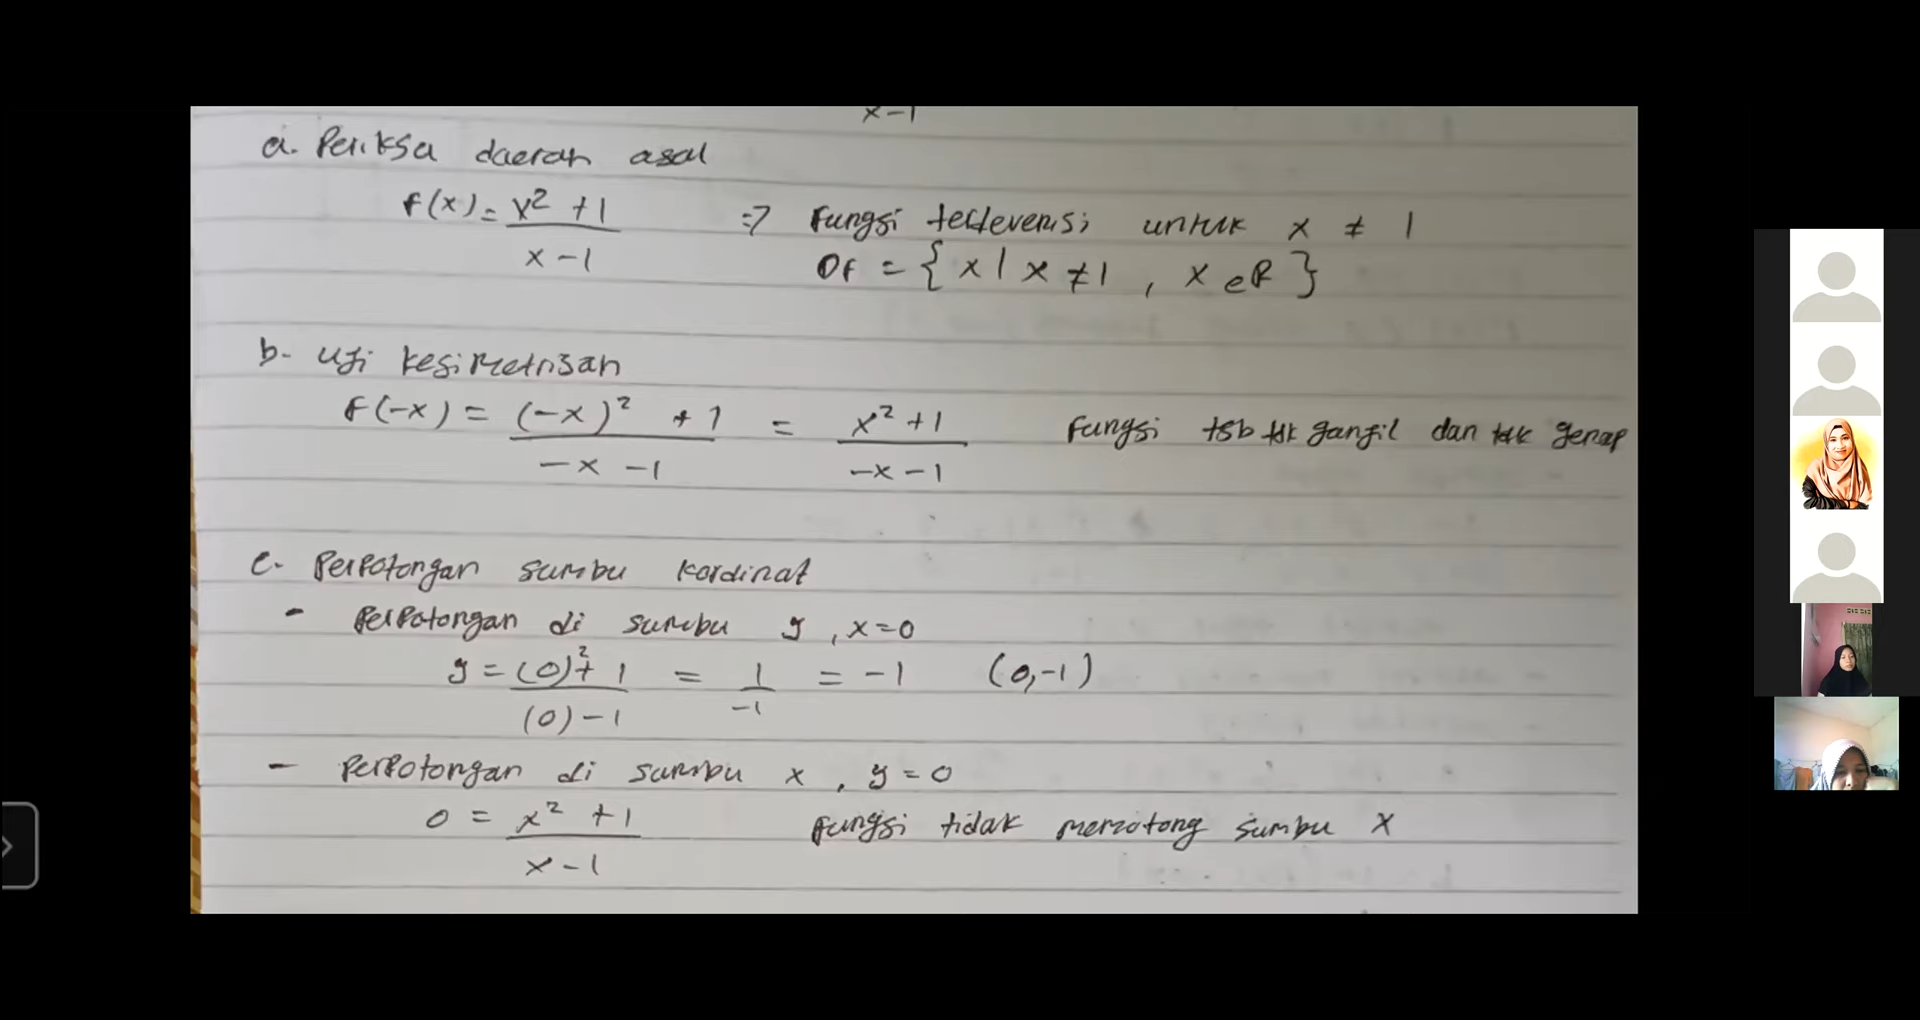 x-1
a. Periksa daerah asal
f(x) = x² + 1 / x - 1 => Fungsi terdevenisi untuk x ≠ 1
Df = { x | x ≠ 1 , x ∈ R }
b. Uji kesimetrisan
f(-x) = (-x)² + 1 / -x - 1 = x² + 1 / -x - 1 Fungsi tsb tdk ganjil dan tdk genap
c. Perpotongan sumbu kordinat
- Perpotongan di sumbu y , x = 0
y = (0)² + 1 / (0) - 1 = 1 / -1 = -1 (0,-1)
- Perpotongan di sumbu x , y = 0
0 = x² + 1 / x - 1 Fungsi tidak memotong sumbu x